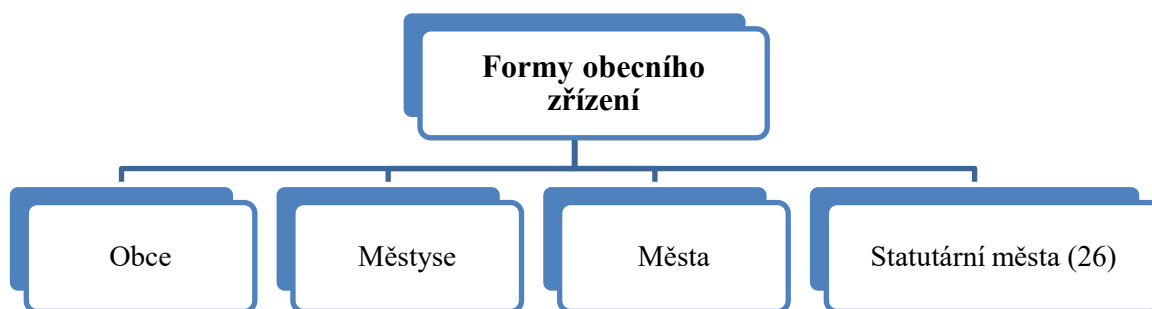 Formy obecního
zřízení
Obce
Městyse
Města
Statutární města (26)